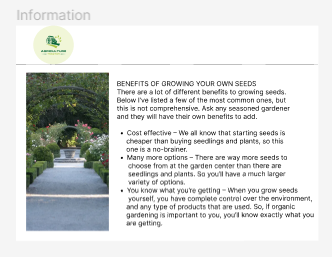 Information
AGRICULTURE
BENEFITS OF GROWING YOUR OWN SEEDS
There are a lot of different benefits to growing seeds.
Below I've listed a few of the most common ones, but
this is not comprehensive. Ask any seasoned gardener
and they will have their own benefits to add.
• Cost effective – We all know that starting seeds is
cheaper than buying seedlings and plants, so this
one is a no-brainer.
• Many more options – There are way more seeds to
choose from at the garden center than there are
seedlings and plants. So you'll have a much larger
variety of options.
• You know what you're getting – When you grow seeds
yourself, you have complete control over the environment,
and any type of products that are used. So, if organic
gardening is important to you, you'll know exactly what you
are getting.